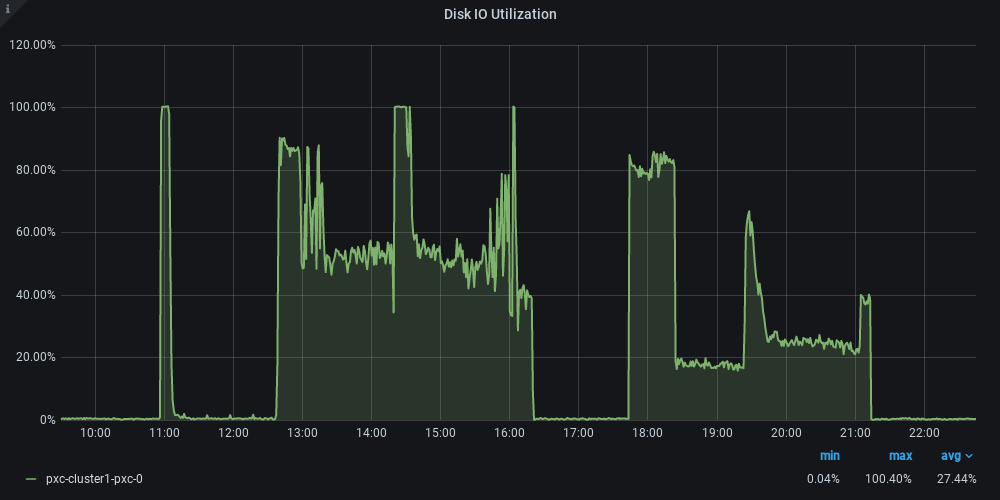 i
Disk IO Utilization
120.00%
100.00%
80.00%
60.00%
40.00%
20.00%
0%
10:00 11:00 12:00 13:00 14:00 15:00 16:00 17:00 18:00 19:00 20:00 21:00 22:00
min max avg
pxc-cluster1-pxc-0 0.04% 100.40% 27.44%